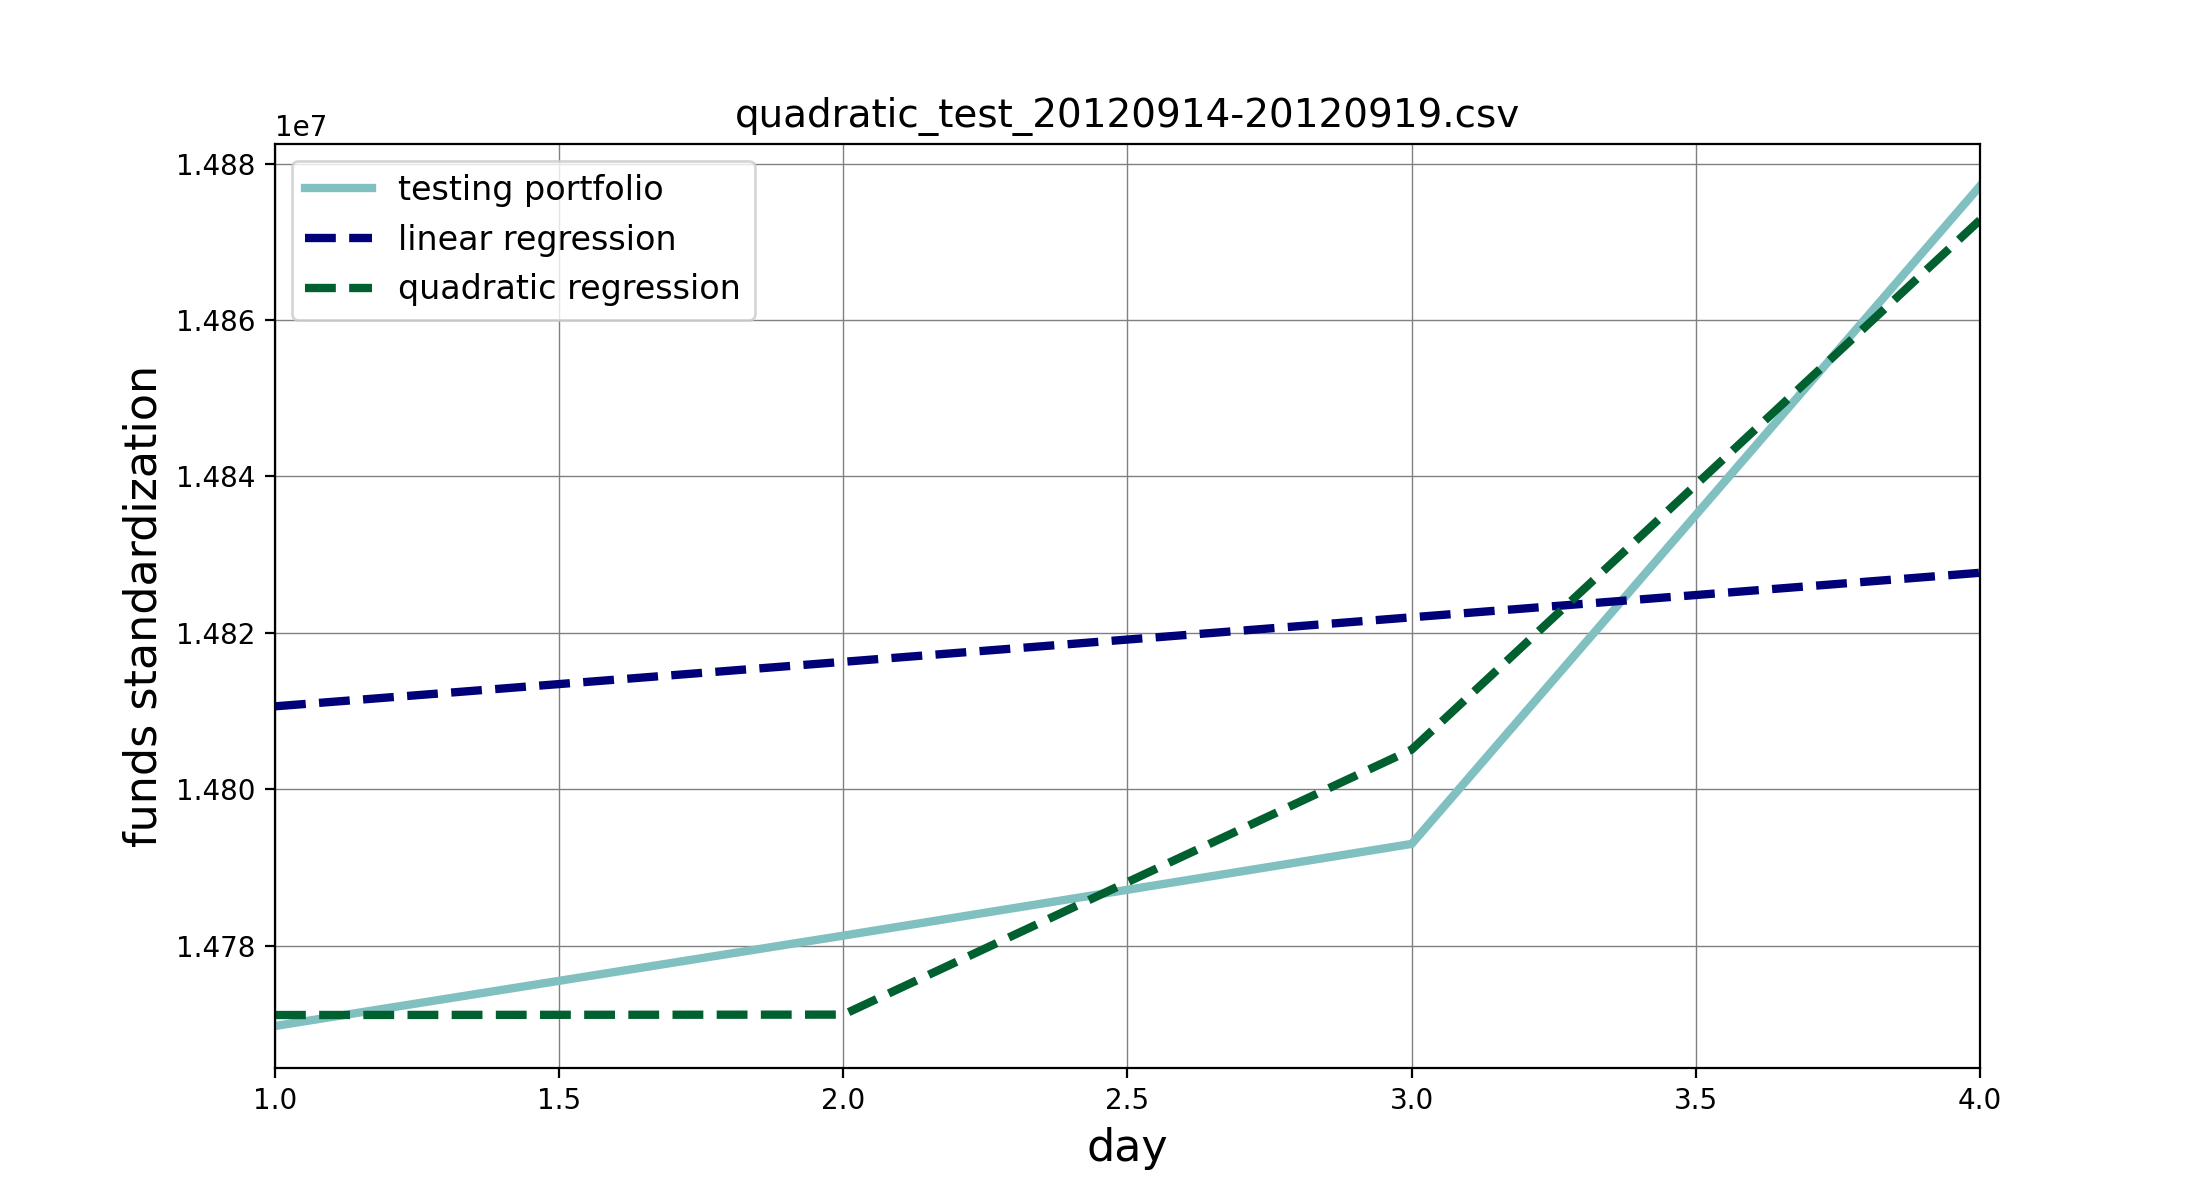 quadratic_test_20120914-20120919.csv
1e7
testing portfolio
linear regression
quadratic regression
funds standardization
1.488
1.486
1.484
1.482
1.480
1.478
1.0 1.5 2.0 2.5 3.0 3.5 4.0
day